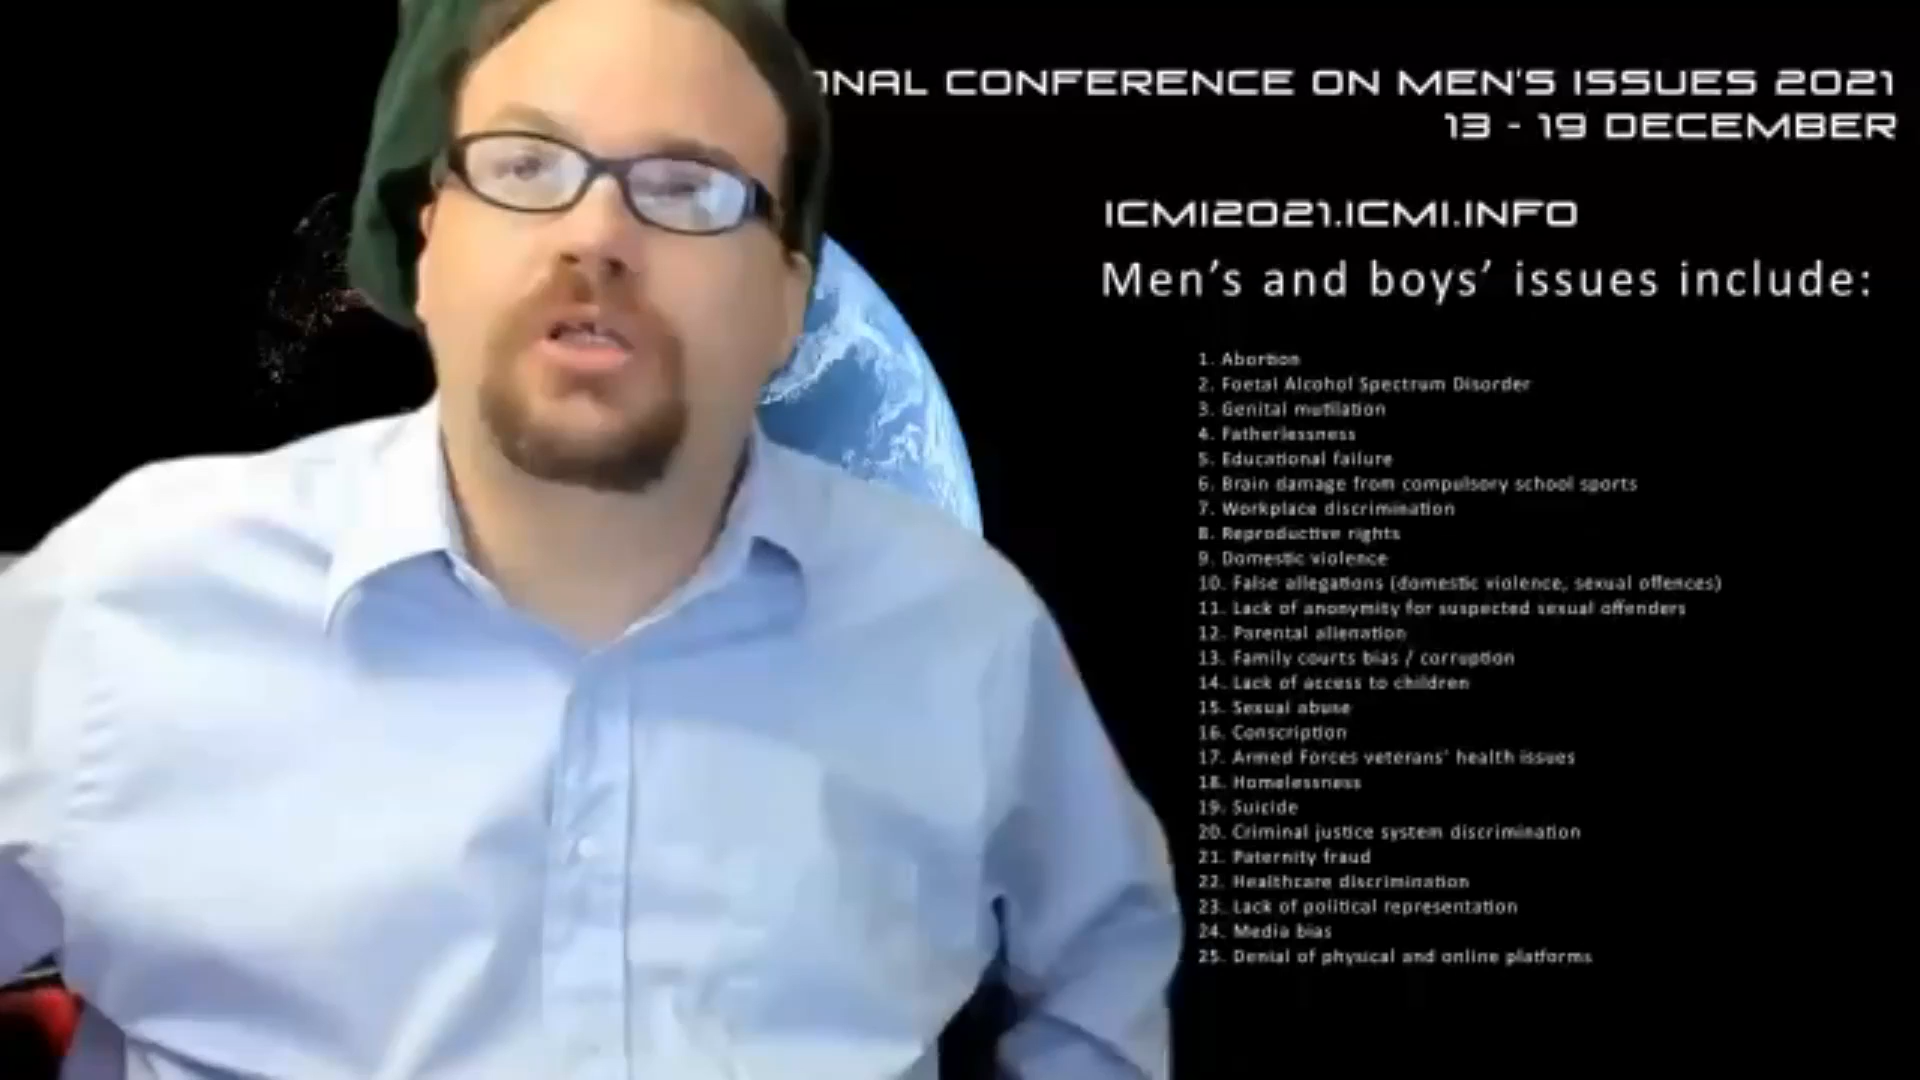 ONAL CONFERENCE ON MEN'S ISSUES 2021
13 - 19 DECEMBER
ICMI2021.ICMI.INFO
Men's and boys' issues include:
1. Abortion
2. Foetal Alcohol Spectrum Disorder
3. Genital mutilation
4. Fatherlessness
5. Educational failure
6. Brain damage from compulsory school sports
7. Workplace discrimination
8. Reproductive rights
9. Domestic violence
10. False allegations (domestic violence, sexual offences)
11. Lack of anonymity for suspected sexual offenders
12. Parental alienation
13. Family courts bias / corruption
14. Lack of access to children
15. Sexual abuse
16. Conscription
17. Armed Forces veterans' health issues
18. Homelessness
19. Suicide
20. Criminal justice system discrimination
21. Paternity fraud
22. Healthcare discrimination
23. Lack of political representation
24. Media bias
25. Denial of physical and online platforms